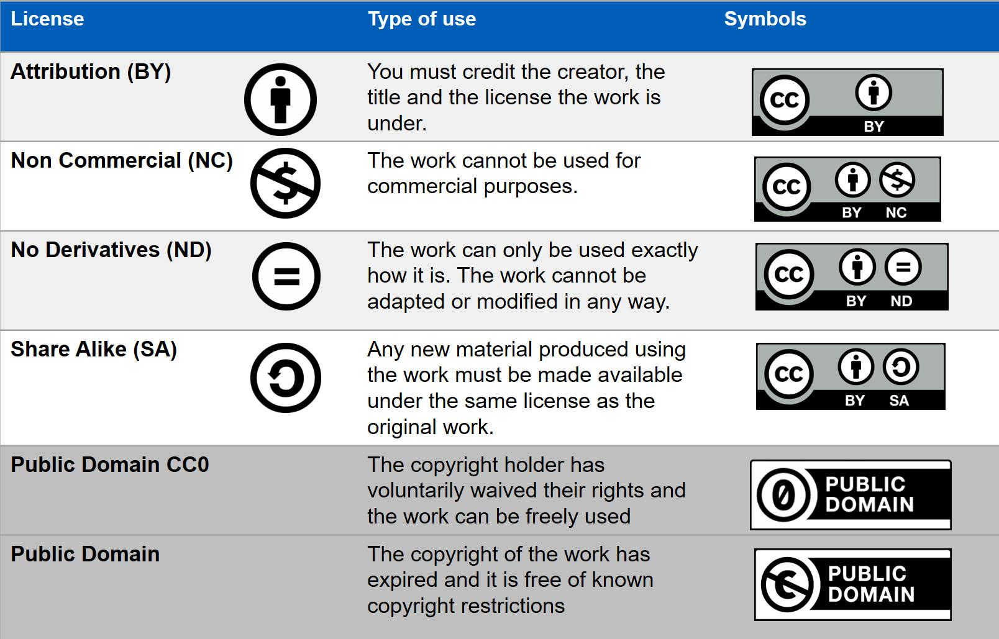 License Type of use Symbols
Attribution (BY)
You must credit the creator, the
title and the license the work is
under.
CC
BY
Non Commercial (NC)
$
The work cannot be used for
commercial purposes.
CC
$
BY NC
No Derivatives (ND)
=
The work can only be used exactly
how it is. The work cannot be
adapted or modified in any way.
CC
=
BY ND
Share Alike (SA)
Any new material produced using
the work must be made available
under the same license as the
original work.
CC
BY SA
Public Domain CC0
The copyright holder has
voluntarily waived their rights and
the work can be freely used
0
PUBLIC
DOMAIN
Public Domain
The copyright of the work has
expired and it is free of known
copyright restrictions
C
PUBLIC
DOMAIN